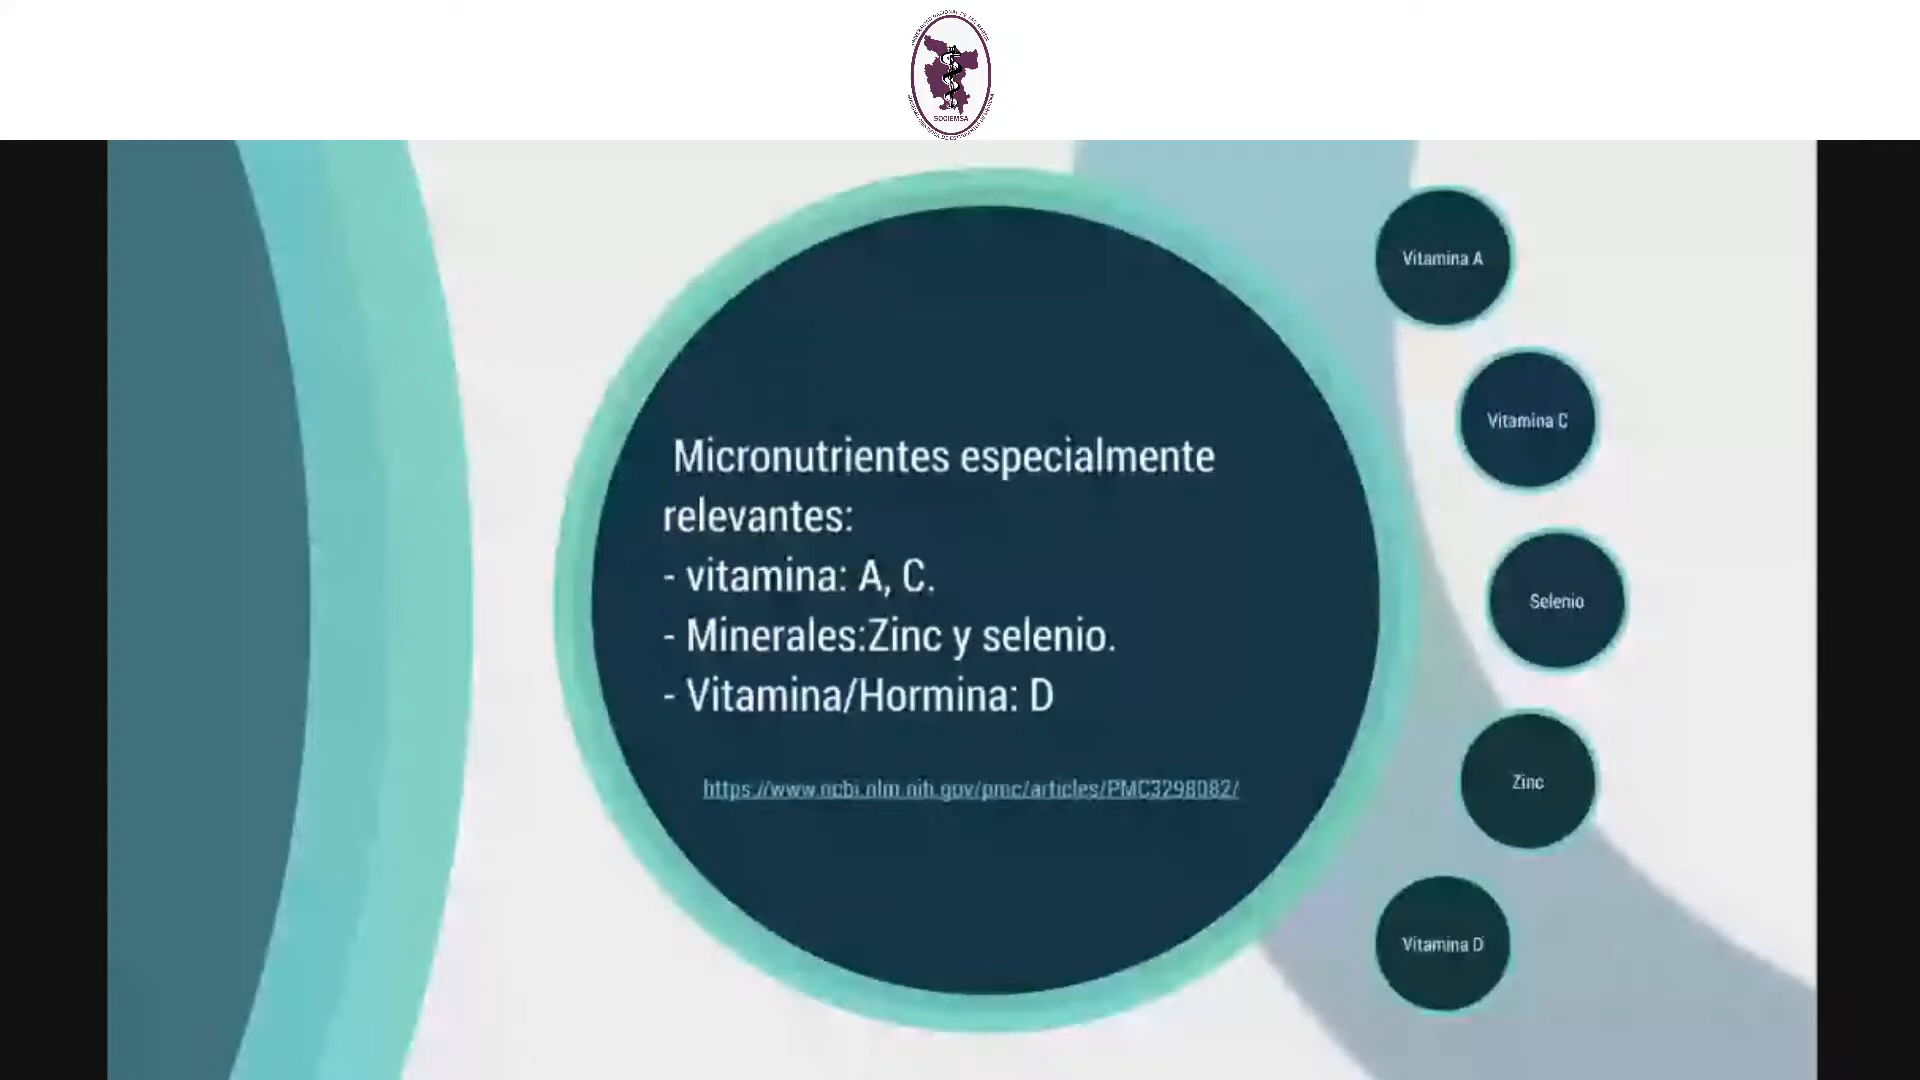 SOCIEMSA
Micronutrientes especialmente
relevantes:
- vitamina: A, C.
- Minerales:Zinc y selenio.
- Vitamina/Hormina: D
https://www.ncbi.nlm.nih.gov/pmc/articles/PMC3298082/
Vitamina A
Vitamina C
Selenio
Zinc
Vitamina D